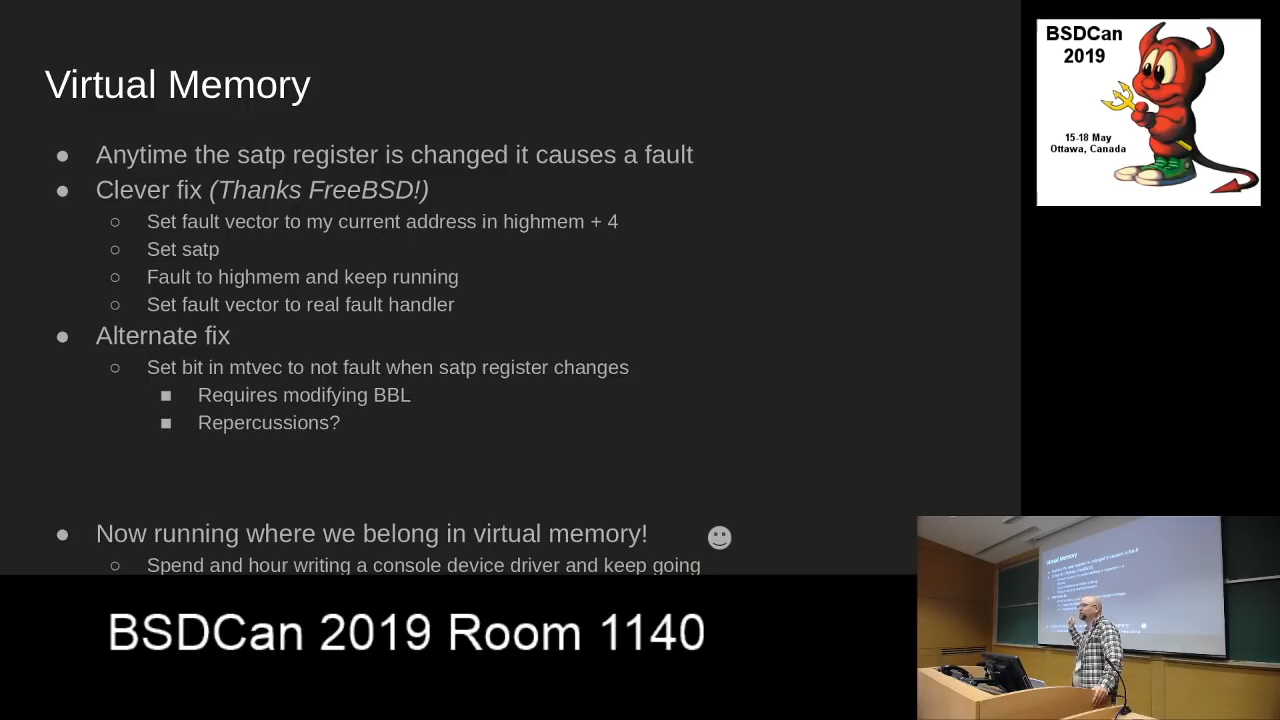 Virtual Memory
● Anytime the satp register is changed it causes a fault
● Clever fix (Thanks FreeBSD!)
○ Set fault vector to my current address in highmem + 4
○ Set satp
○ Fault to highmem and keep running
○ Set fault vector to real fault handler
● Alternate fix
○ Set bit in mtvec to not fault when satp register changes
■ Requires modifying BBL
■ Repercussions?
● Now running where we belong in virtual memory!
○ Spend and hour writing a console device driver and keep going
BSDCan
2019
15-18 May
Ottawa, Canada
BSDCan 2019 Room 1140
Virtual Memory